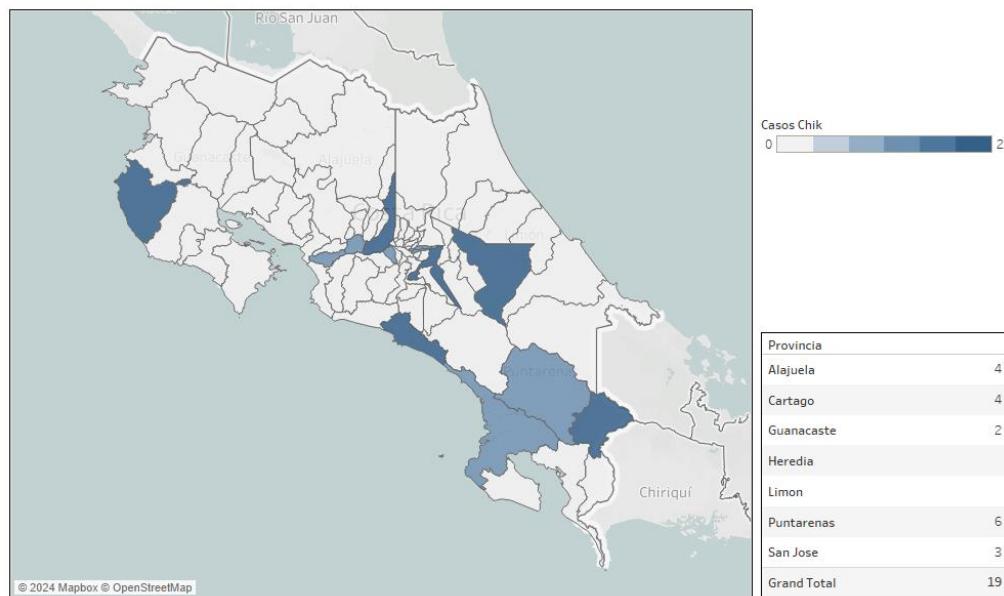 Río San Juan
Guanacaste
Alajuela
Costa Rica
Limón
Puntarenas
Chiriquí
© 2024 Mapbox © OpenStreetMap
Casos Chik
0 2
Provincia
Alajuela 4
Cartago 4
Guanacaste 2
Heredia
Limon
Puntarenas 6
San Jose 3
Grand Total 19